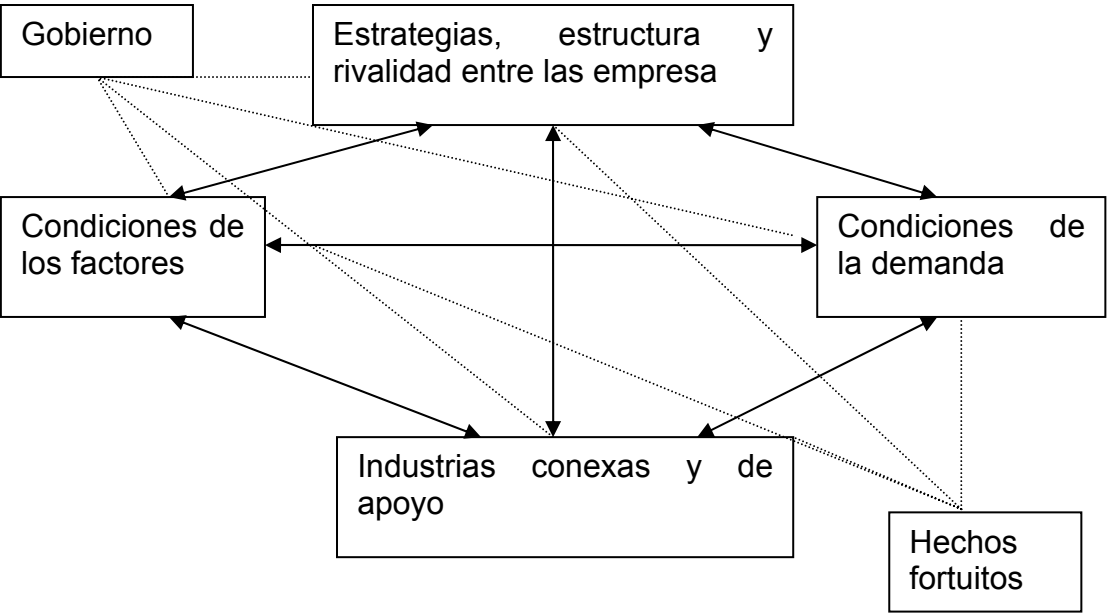 Gobierno
Estrategias, estructura y
rivalidad entre las empresa
Condiciones de
los factores
Condiciones de
la demanda
Industrias conexas y de
apoyo
Hechos
fortuitos